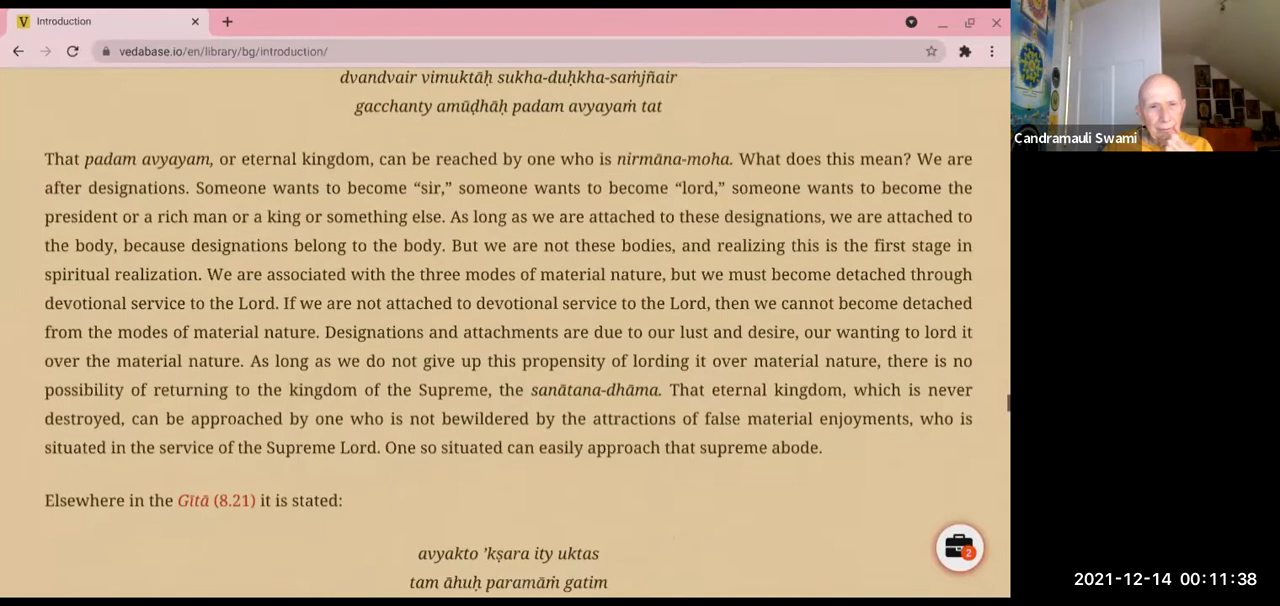 V Introduction
vedabase.io/en/library/bg/introduction/
dvandvair vimuktāḥ sukha-duḥkha-saṁjñair
gacchanty amūḍhāḥ padam avyayaṁ tat
That padam avyayam, or eternal kingdom, can be reached by one who is nirmāna-moha. What does this mean? We are
after designations. Someone wants to become “sir,” someone wants to become “lord,” someone wants to become the
president or a rich man or a king or something else. As long as we are attached to these designations, we are attached to
the body, because designations belong to the body. But we are not these bodies, and realizing this is the first stage in
spiritual realization. We are associated with the three modes of material nature, but we must become detached through
devotional service to the Lord. If we are not attached to devotional service to the Lord, then we cannot become detached
from the modes of material nature. Designations and attachments are due to our lust and desire, our wanting to lord it
over the material nature. As long as we do not give up this propensity of lording it over material nature, there is no
possibility of returning to the kingdom of the Supreme, the sanātana-dhāma. That eternal kingdom, which is never
destroyed, can be approached by one who is not bewildered by the attractions of false material enjoyments, who is
situated in the service of the Supreme Lord. One so situated can easily approach that supreme abode.
Elsewhere in the Gītā (8.21) it is stated:
avyakto ’kṣara ity uktas
tam āhuḥ paramāṁ gatim
2
Candramauli Swami
2021-12-14 00:11:38